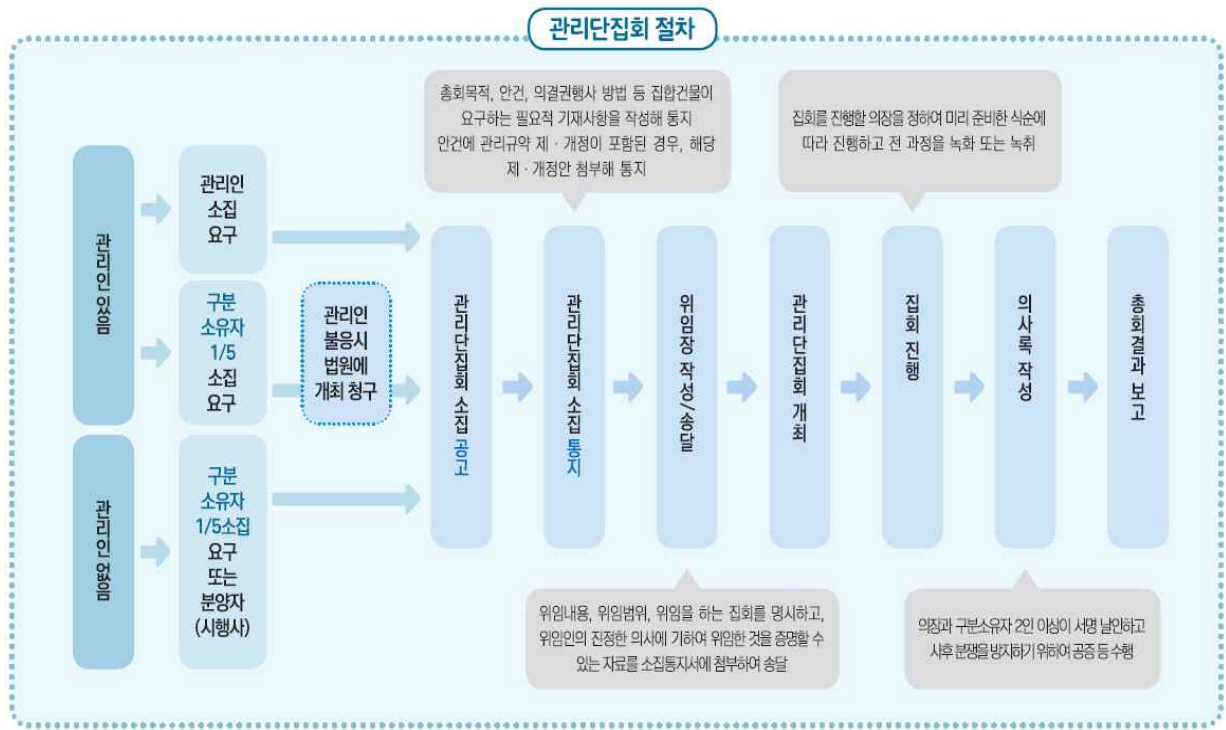 관리단집회 절차
총회목적, 안건, 의결권행사 방법 등 집합건물이
요구하는 필요적 기재사항을 작성해 통지
안건에 관리규약 제 · 개정이 포함된 경우, 해당
제 · 개정안 첨부해 통지
집회를 진행할 의장을 정하여 미리 준비한 식순에
따라 진행하고 전 과정을 녹화 또는 녹취
관리인 있음
관리인
소집
요구
구분
소유자
1/5
소집
요구
관리인
불응시
법원에
개최 청구
관리인 없음
구분
소유자
1/5소집
요구
또는
분양자
(시행사)
관리단집회 소집 공고
관리단집회 소집 통지
위임장 작성/송달
관리단집회 개최
집회 진행
의사록 작성
총회결과 보고
위임내용, 위임범위, 위임을 하는 집회를 명시하고,
위임인의 진정한 의사에 기하여 위임한 것을 증명할 수
있는 자료를 소집통지서에 첨부하여 송달
의장과 구분소유자 2인 이상이 서명 날인하고
사후 분쟁을 방지하기 위하여 공증 등 수행